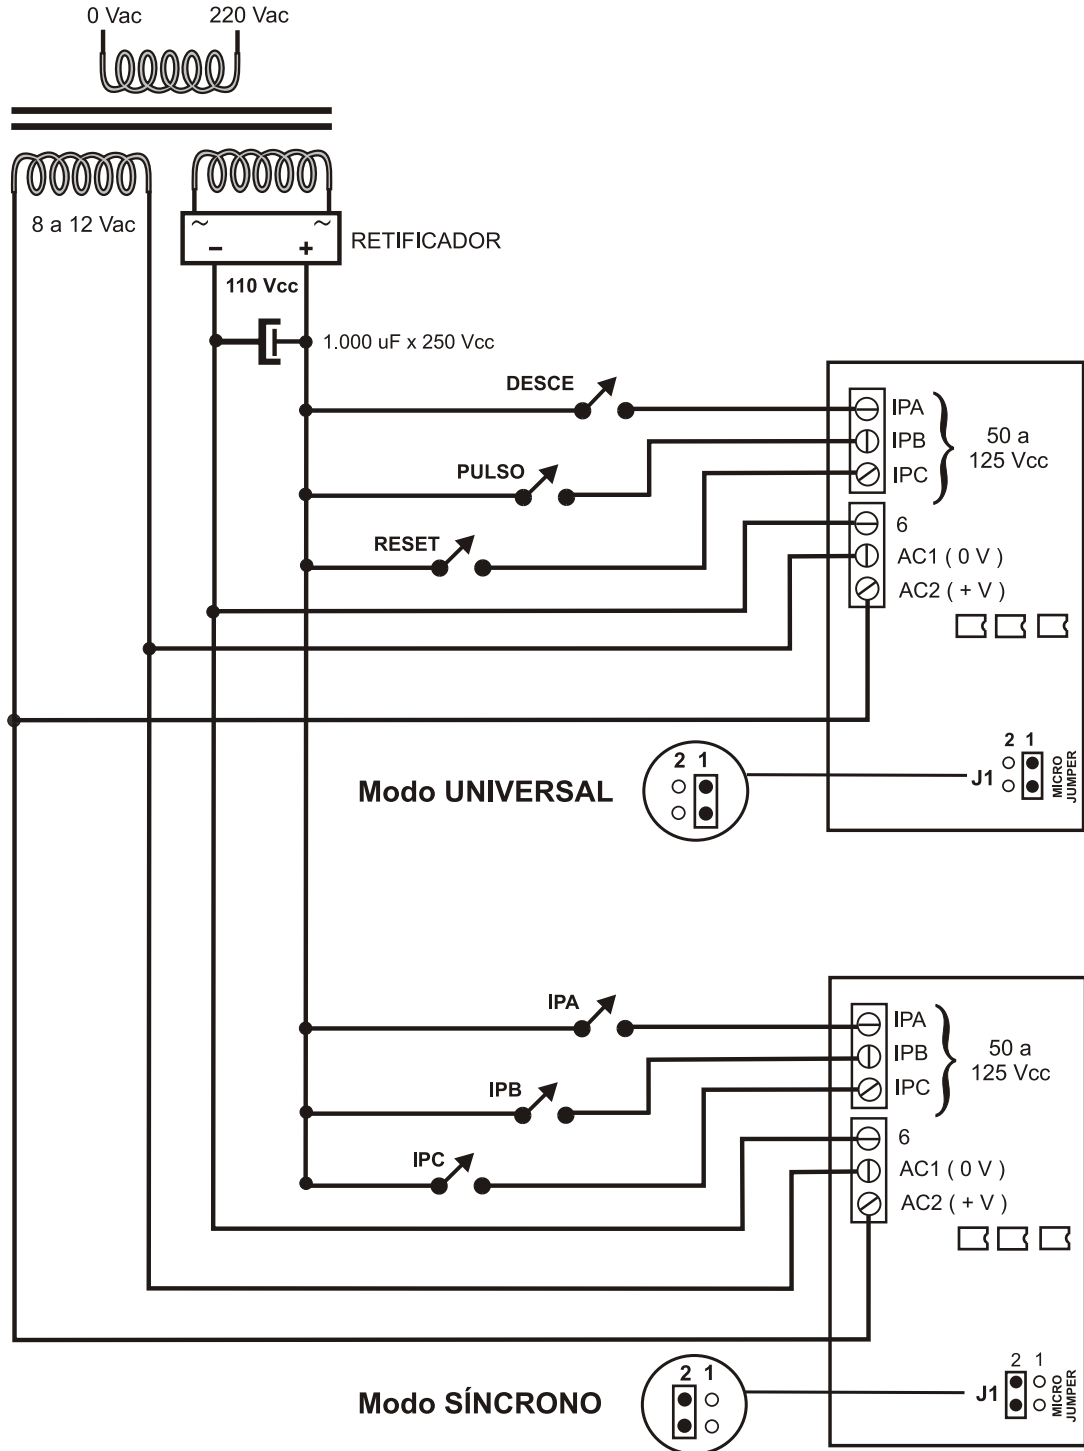 0 Vac
220 Vac
8 a 12 Vac
~
~
–
+
RETIFICADOR
110 Vcc
1.000 uF x 250 Vcc
DESCE
IPA
PULSO
IPB
50 a
125 Vcc
RESET
IPC
6
AC1 ( 0 V )
AC2 ( + V )
Modo UNIVERSAL
2 1
J1
2 1
MICRO
JUMPER
IPA
IPA
IPB
IPB
50 a
125 Vcc
IPC
IPC
6
AC1 ( 0 V )
AC2 ( + V )
Modo SÍNCRONO
2 1
J1
2 1
MICRO
JUMPER